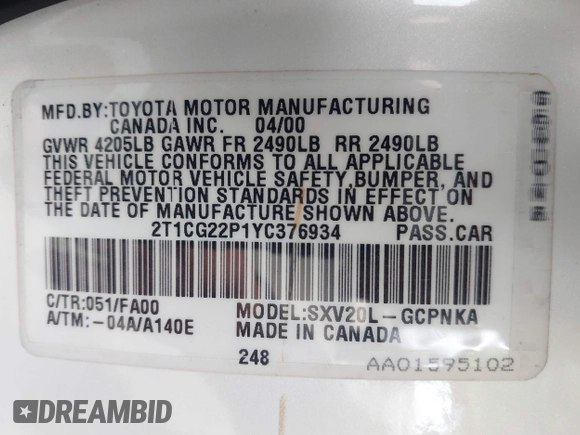 MFD.BY:TOYOTA MOTOR MANUFACTURING
CANADA INC. 04/00
GVWR 4205LB GAWR FR 2490LB RR 2490LB
THIS VEHICLE CONFORMS TO ALL APPLICABLE
FEDERAL MOTOR VEHICLE SAFETY,BUMPER, AND
THEFT PREVENTION STANDARDS IN EFFECT ON
THE DATE OF MANUFACTURE SHOWN ABOVE.
2T1CG22P1YC376934 PASS.CAR
C/TR:051/FA00 MODEL:SXV20L-GCPNKA
A/TM:-04A/A140E MADE IN CANADA
248 AA01595102
DREAMBID